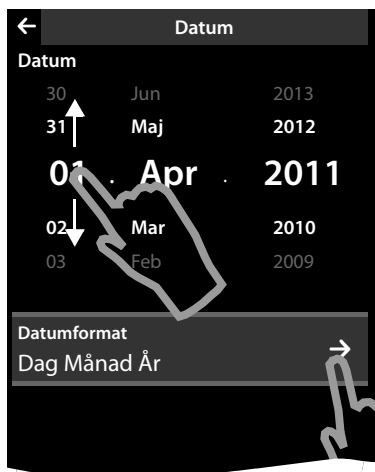 Datum
Datum
30 Jun 2013
31 Maj 2012
01 . Apr . 2011
02 Mar 2010
03 Feb 2009
Datumformat
Dag Månad År